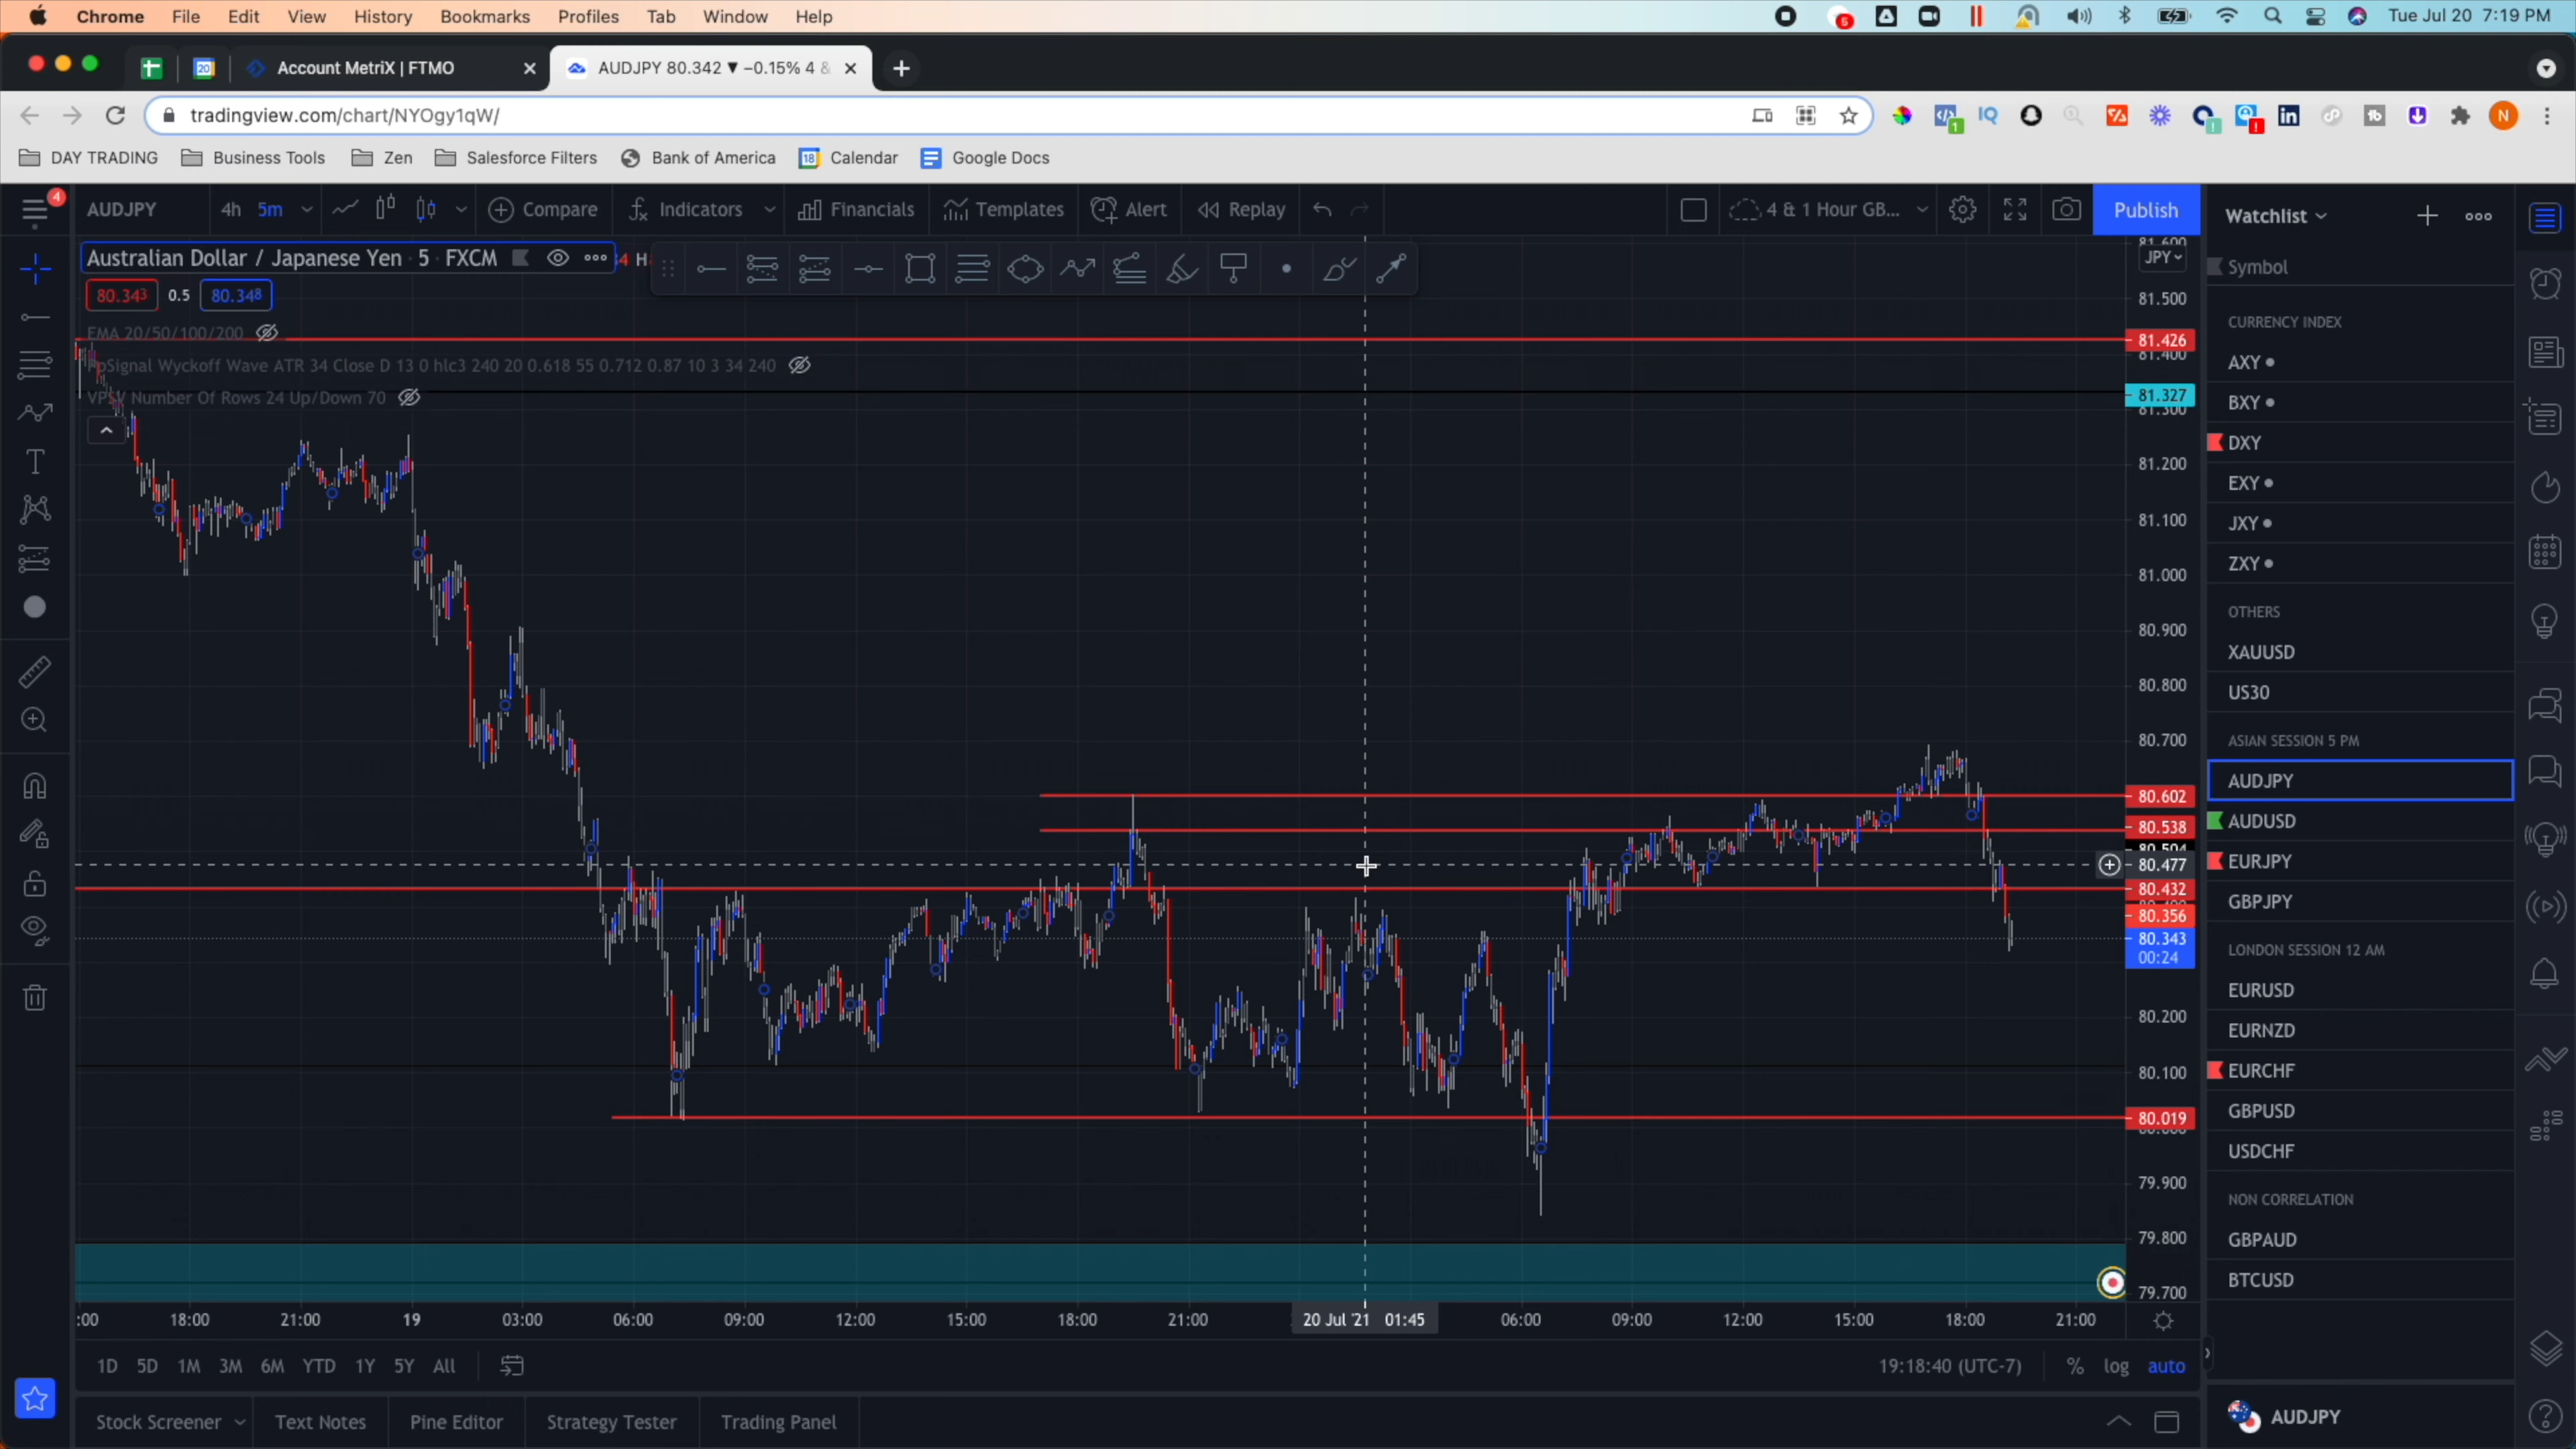 Chrome File Edit View History Bookmarks Profiles Tab Window Help Tue Jul 20 7:19 PM
Account MetriX | FTMO AUDJPY 80.342 ▼ −0.15% 4 &
tradingview.com/chart/NYOgy1qW/
DAY TRADING Business Tools Zen Salesforce Filters Bank of America Calendar Google Docs
4 AUDJPY 4h 5m Compare Indicators Financials Templates Alert Replay 4 & 1 Hour GB... Publish
Australian Dollar / Japanese Yen · 5 · FXCM
80.343 0.5 80.348
EMA 20/50/100/200
Signal Wyckoff Wave ATR 34 Close D 13 0 hlc3 240 20 0.618 55 0.712 0.87 10 3 34 240
Number Of Rows 24 Up/Down 70
81.600
JPY
81.500
81.426
81.400
81.327
81.300
81.200
81.100
81.000
80.900
80.800
80.700
80.602
80.538
80.504
80.477
80.432
80.356
80.343
00:24
80.200
80.100
80.019
79.900
79.800
79.700
:00 18:00 21:00 19 03:00 06:00 09:00 12:00 15:00 18:00 21:00 20 Jul '21 01:45 06:00 09:00 12:00 15:00 18:00 21:00
1D 5D 1M 3M 6M YTD 1Y 5Y All 19:18:40 (UTC-7) % log auto
Stock Screener Text Notes Pine Editor Strategy Tester Trading Panel
Watchlist
Symbol
CURRENCY INDEX
AXY
BXY
DXY
EXY
JXY
ZXY
OTHERS
XAUUSD
US30
ASIAN SESSION 5 PM
AUDJPY
AUDUSD
EURJPY
GBPJPY
LONDON SESSION 12 AM
EURUSD
EURNZD
EURCHF
GBPUSD
USDCHF
NON CORRELATION
GBPAUD
BTCUSD
AUDJPY